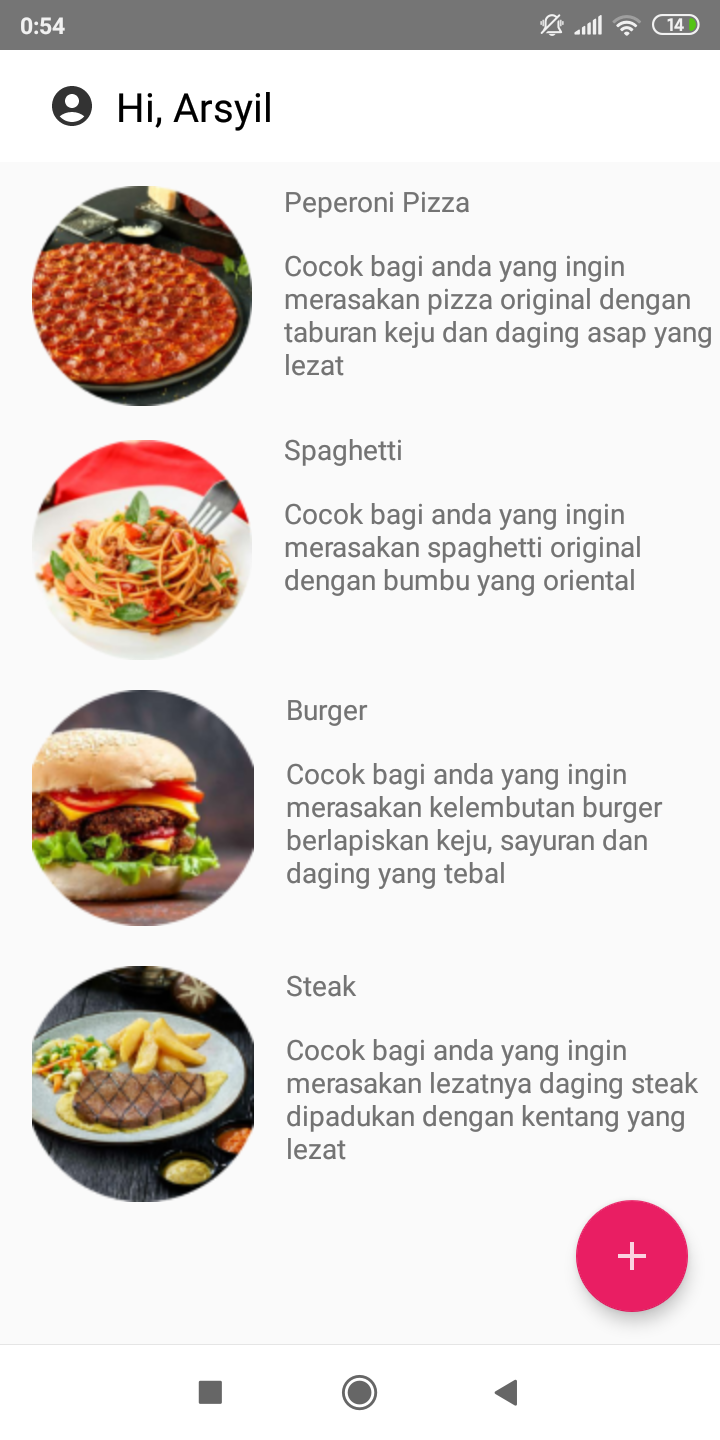 0:54
14
Hi, Arsyil
Peperoni Pizza
Cocok bagi anda yang ingin
merasakan pizza original dengan
taburan keju dan daging asap yang
lezat
Spaghetti
Cocok bagi anda yang ingin
merasakan spaghetti original
dengan bumbu yang oriental
Burger
Cocok bagi anda yang ingin
merasakan kelembutan burger
berlapiskan keju, sayuran dan
daging yang tebal
Steak
Cocok bagi anda yang ingin
merasakan lezatnya daging steak
dipadukan dengan kentang yang
lezat
+